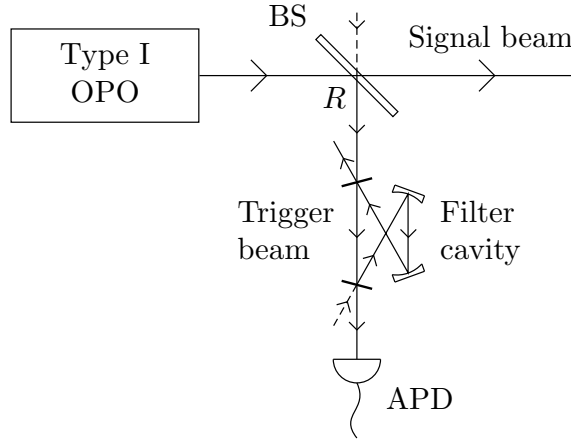 BS
Signal beam
Type I
OPO
R
Trigger
beam
Filter
cavity
APD